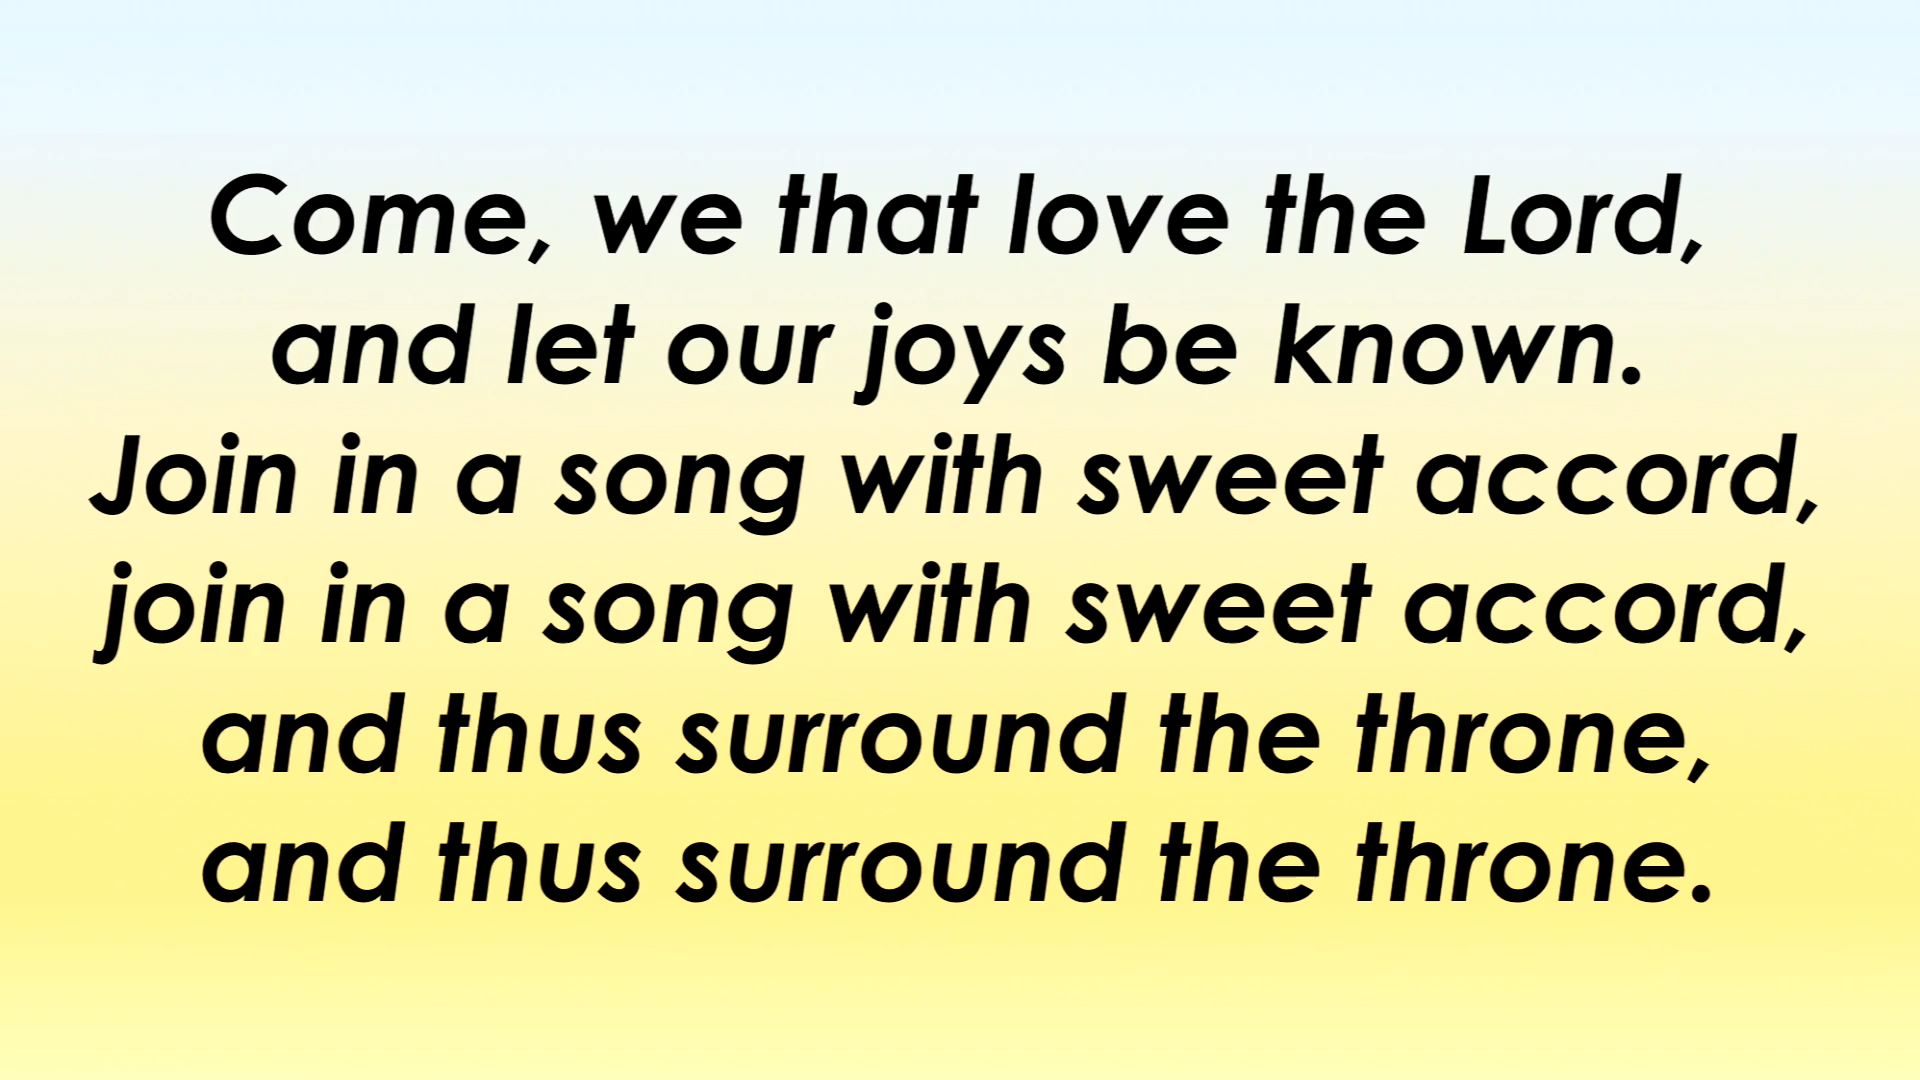 Come, we that love the Lord,
and let our joys be known.
Join in a song with sweet accord,
join in a song with sweet accord,
and thus surround the throne,
and thus surround the throne.